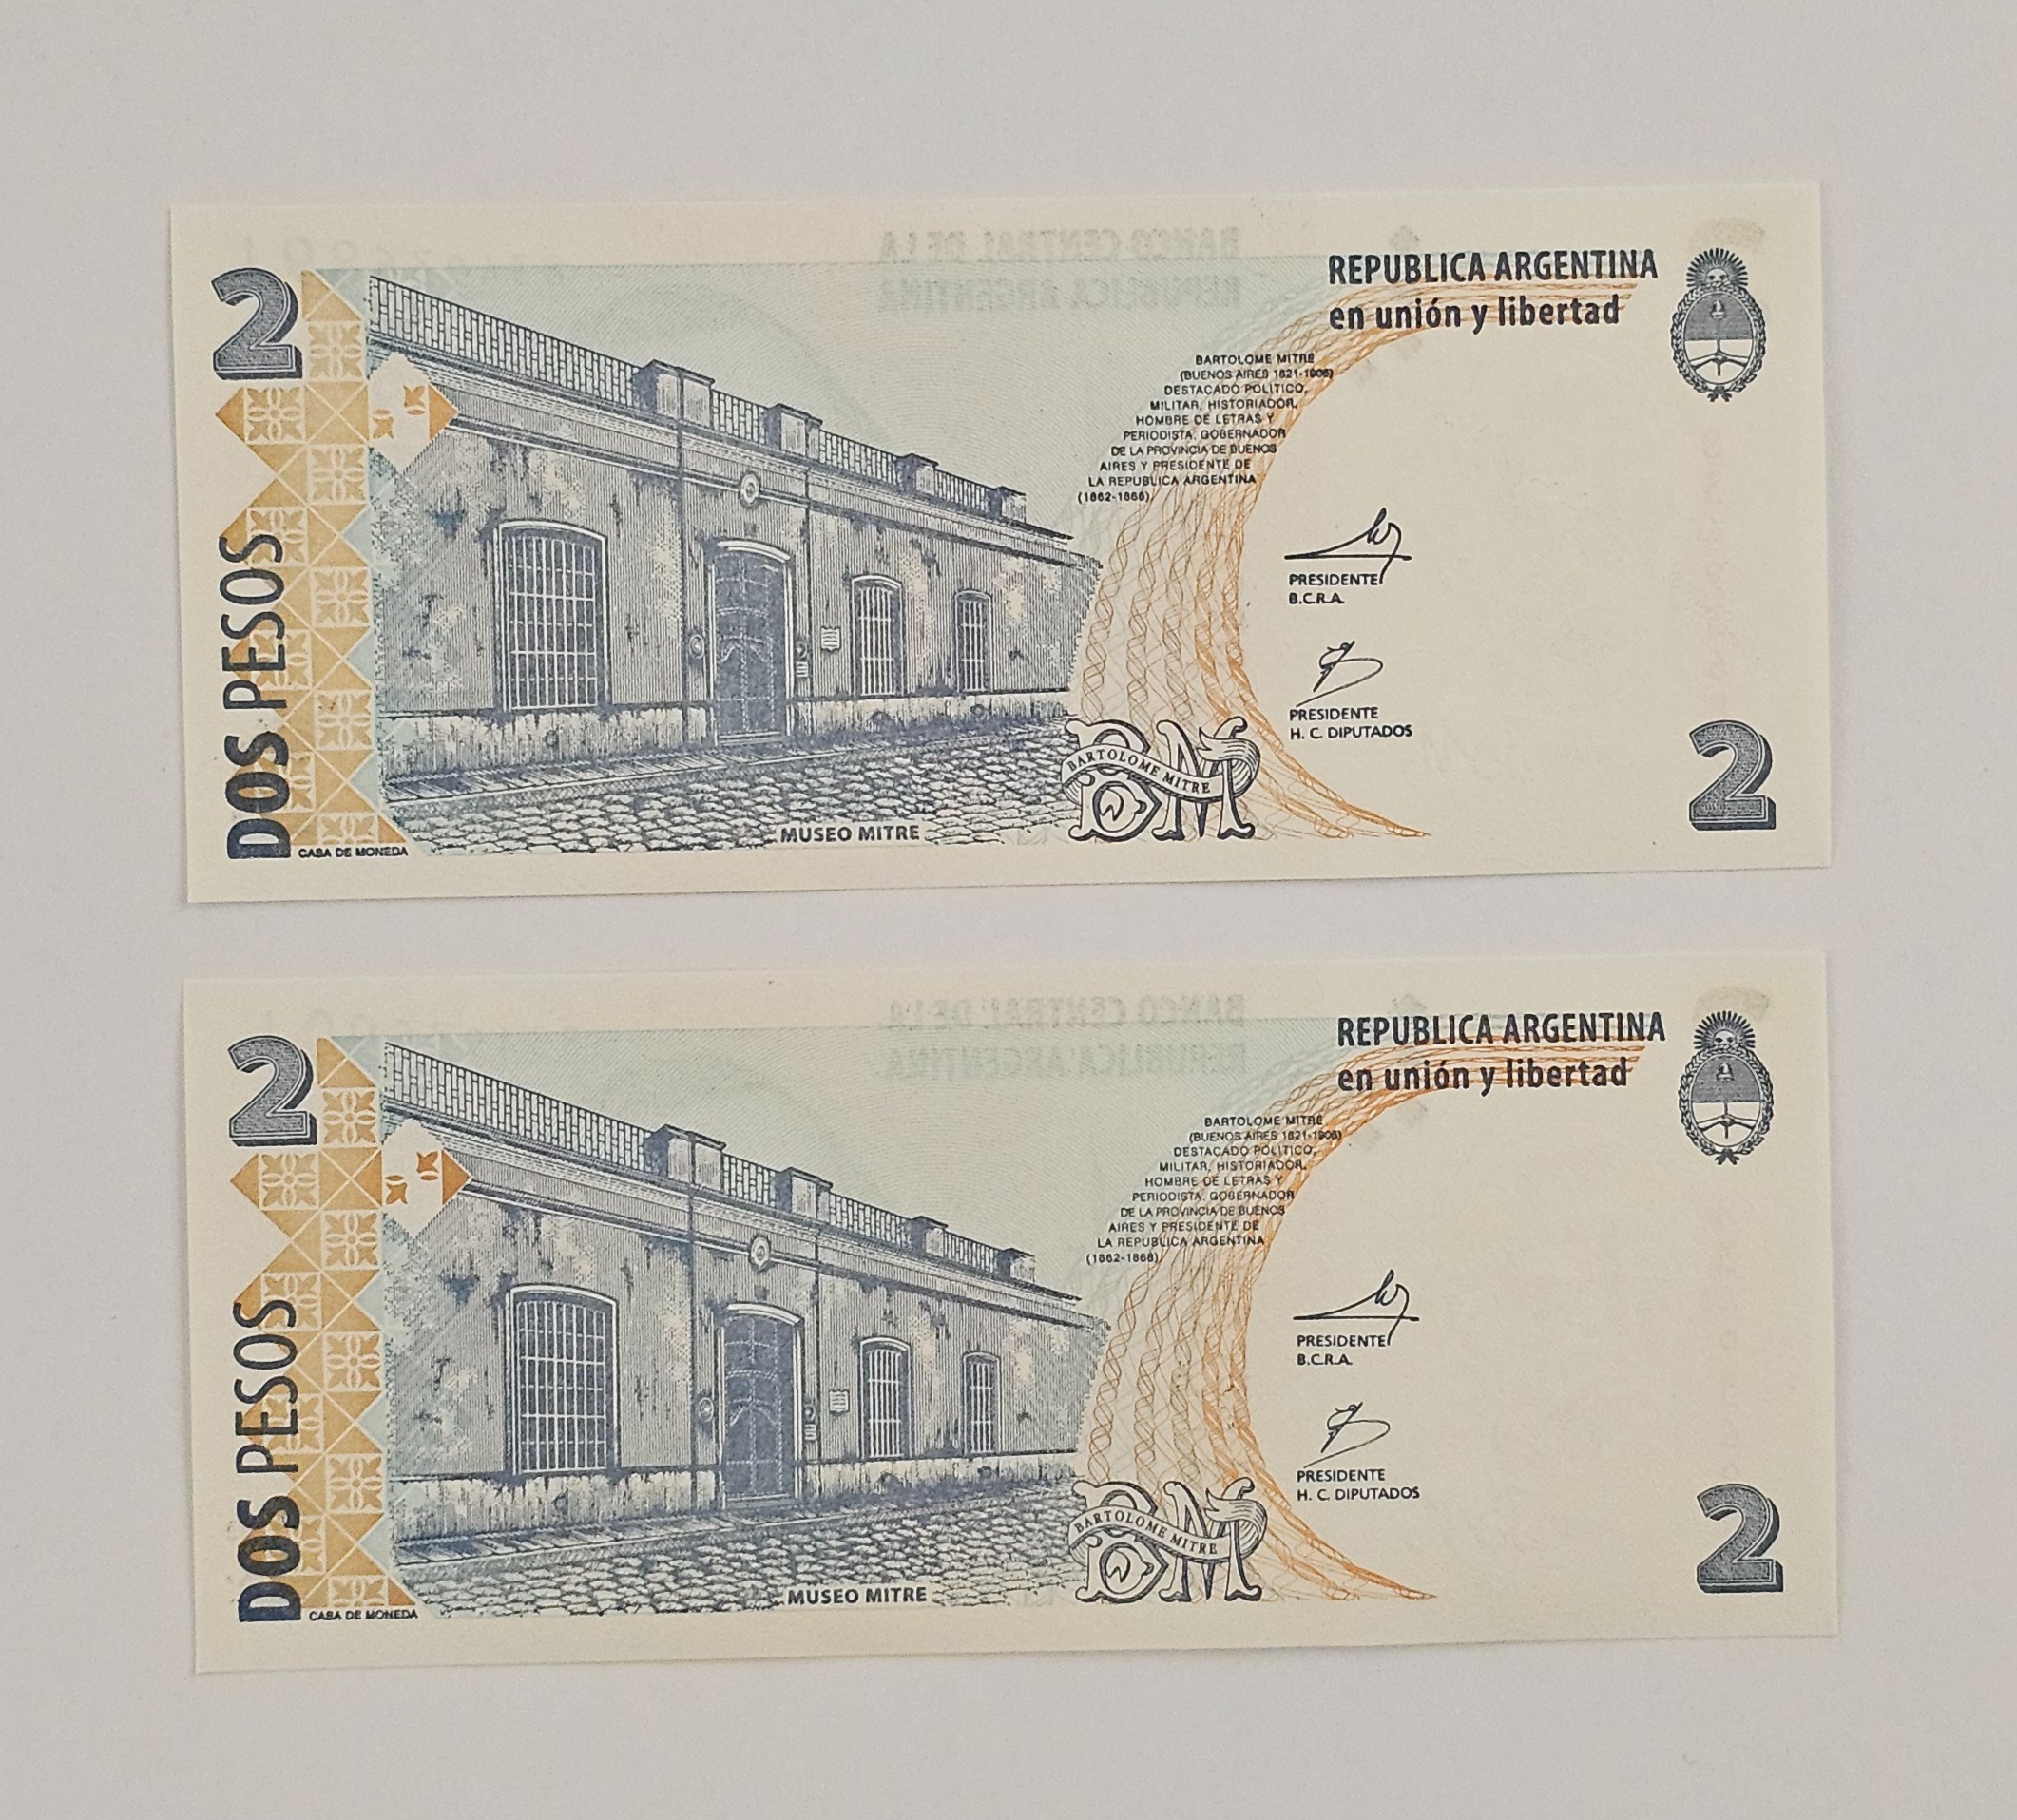 2
REPUBLICA ARGENTINA
en unión y libertad
BARTOLOME MITRE
(BUENOS AIRES 1821-1906)
DESTACADO POLITICO,
MILITAR, HISTORIADOR,
HOMBRE DE LETRAS Y
PERIODISTA. GOBERNADOR
DE LA PROVINCIA DE BUENOS
AIRES Y PRESIDENTE DE
LA REPUBLICA ARGENTINA
(1862-1868)
PRESIDENTE
B.C.R.A.
PRESIDENTE
H. C. DIPUTADOS
DOS PESOS
BM
BARTOLOME MITRE
2
MUSEO MITRE
CASA DE MONEDA
2
REPUBLICA ARGENTINA
en unión y libertad
BARTOLOME MITRE
(BUENOS AIRES 1821-1906)
DESTACADO POLITICO,
MILITAR, HISTORIADOR,
HOMBRE DE LETRAS Y
PERIODISTA. GOBERNADOR
DE LA PROVINCIA DE BUENOS
AIRES Y PRESIDENTE DE
LA REPUBLICA ARGENTINA
(1862-1868)
PRESIDENTE
B.C.R.A.
PRESIDENTE
H. C. DIPUTADOS
DOS PESOS
BM
BARTOLOME MITRE
2
MUSEO MITRE
CASA DE MONEDA